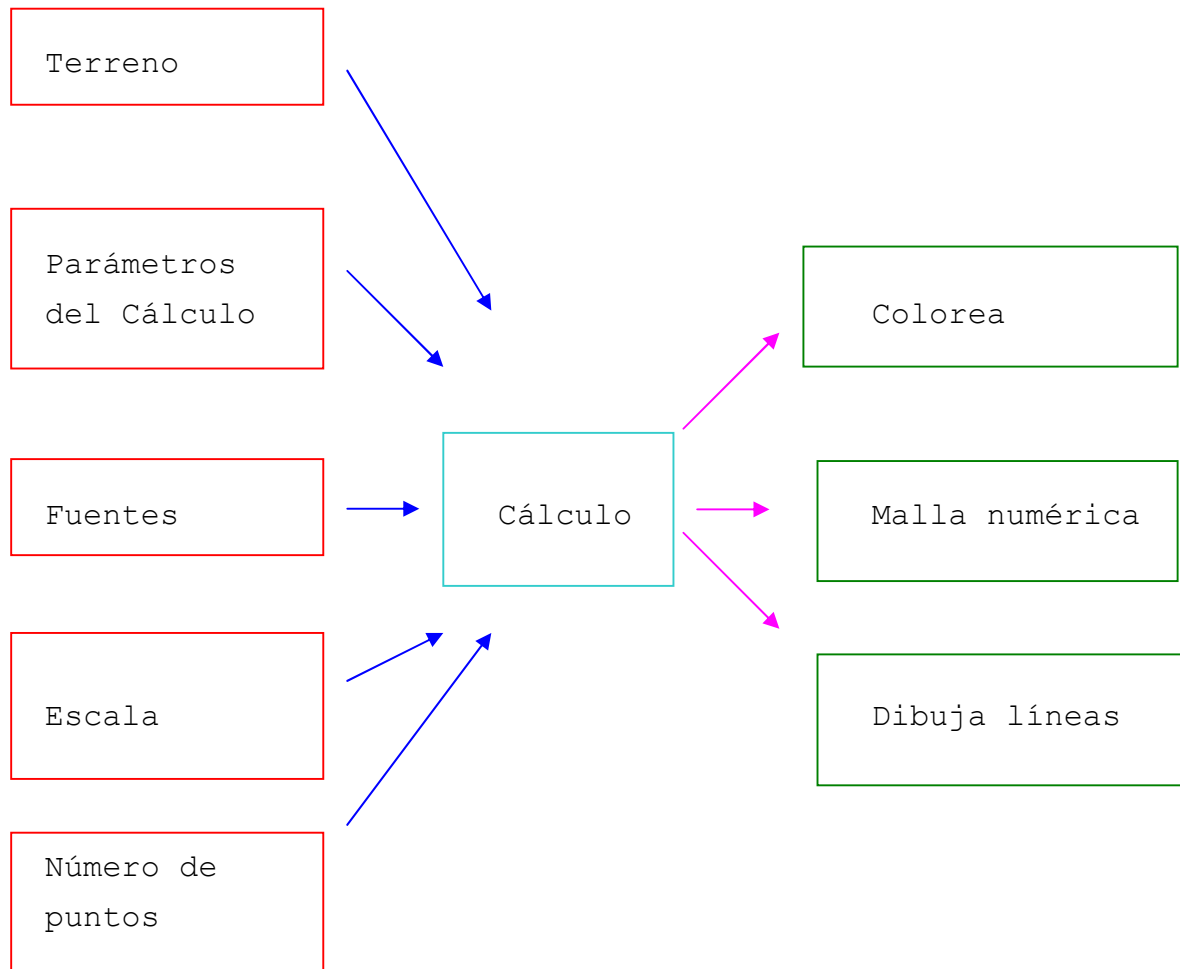 Terreno
Parámetros
del Cálculo
Fuentes
Escala
Número de
puntos
Cálculo
Colorea
Malla numérica
Dibuja líneas